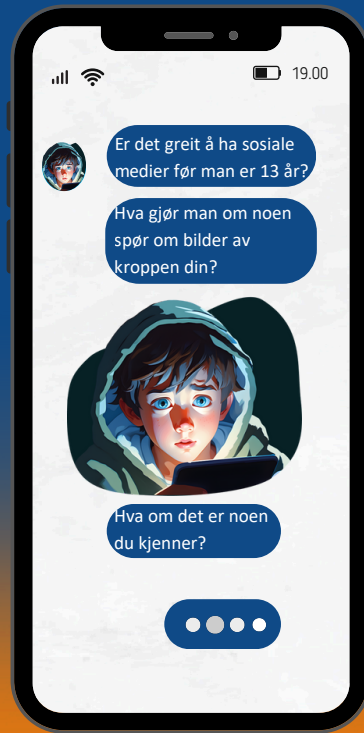 19.00
Er det greit å ha sosiale
medier før man er 13 år?
Hva gjør man om noen
spør om bilder av
kroppen din?
Hva om det er noen
du kjenner?